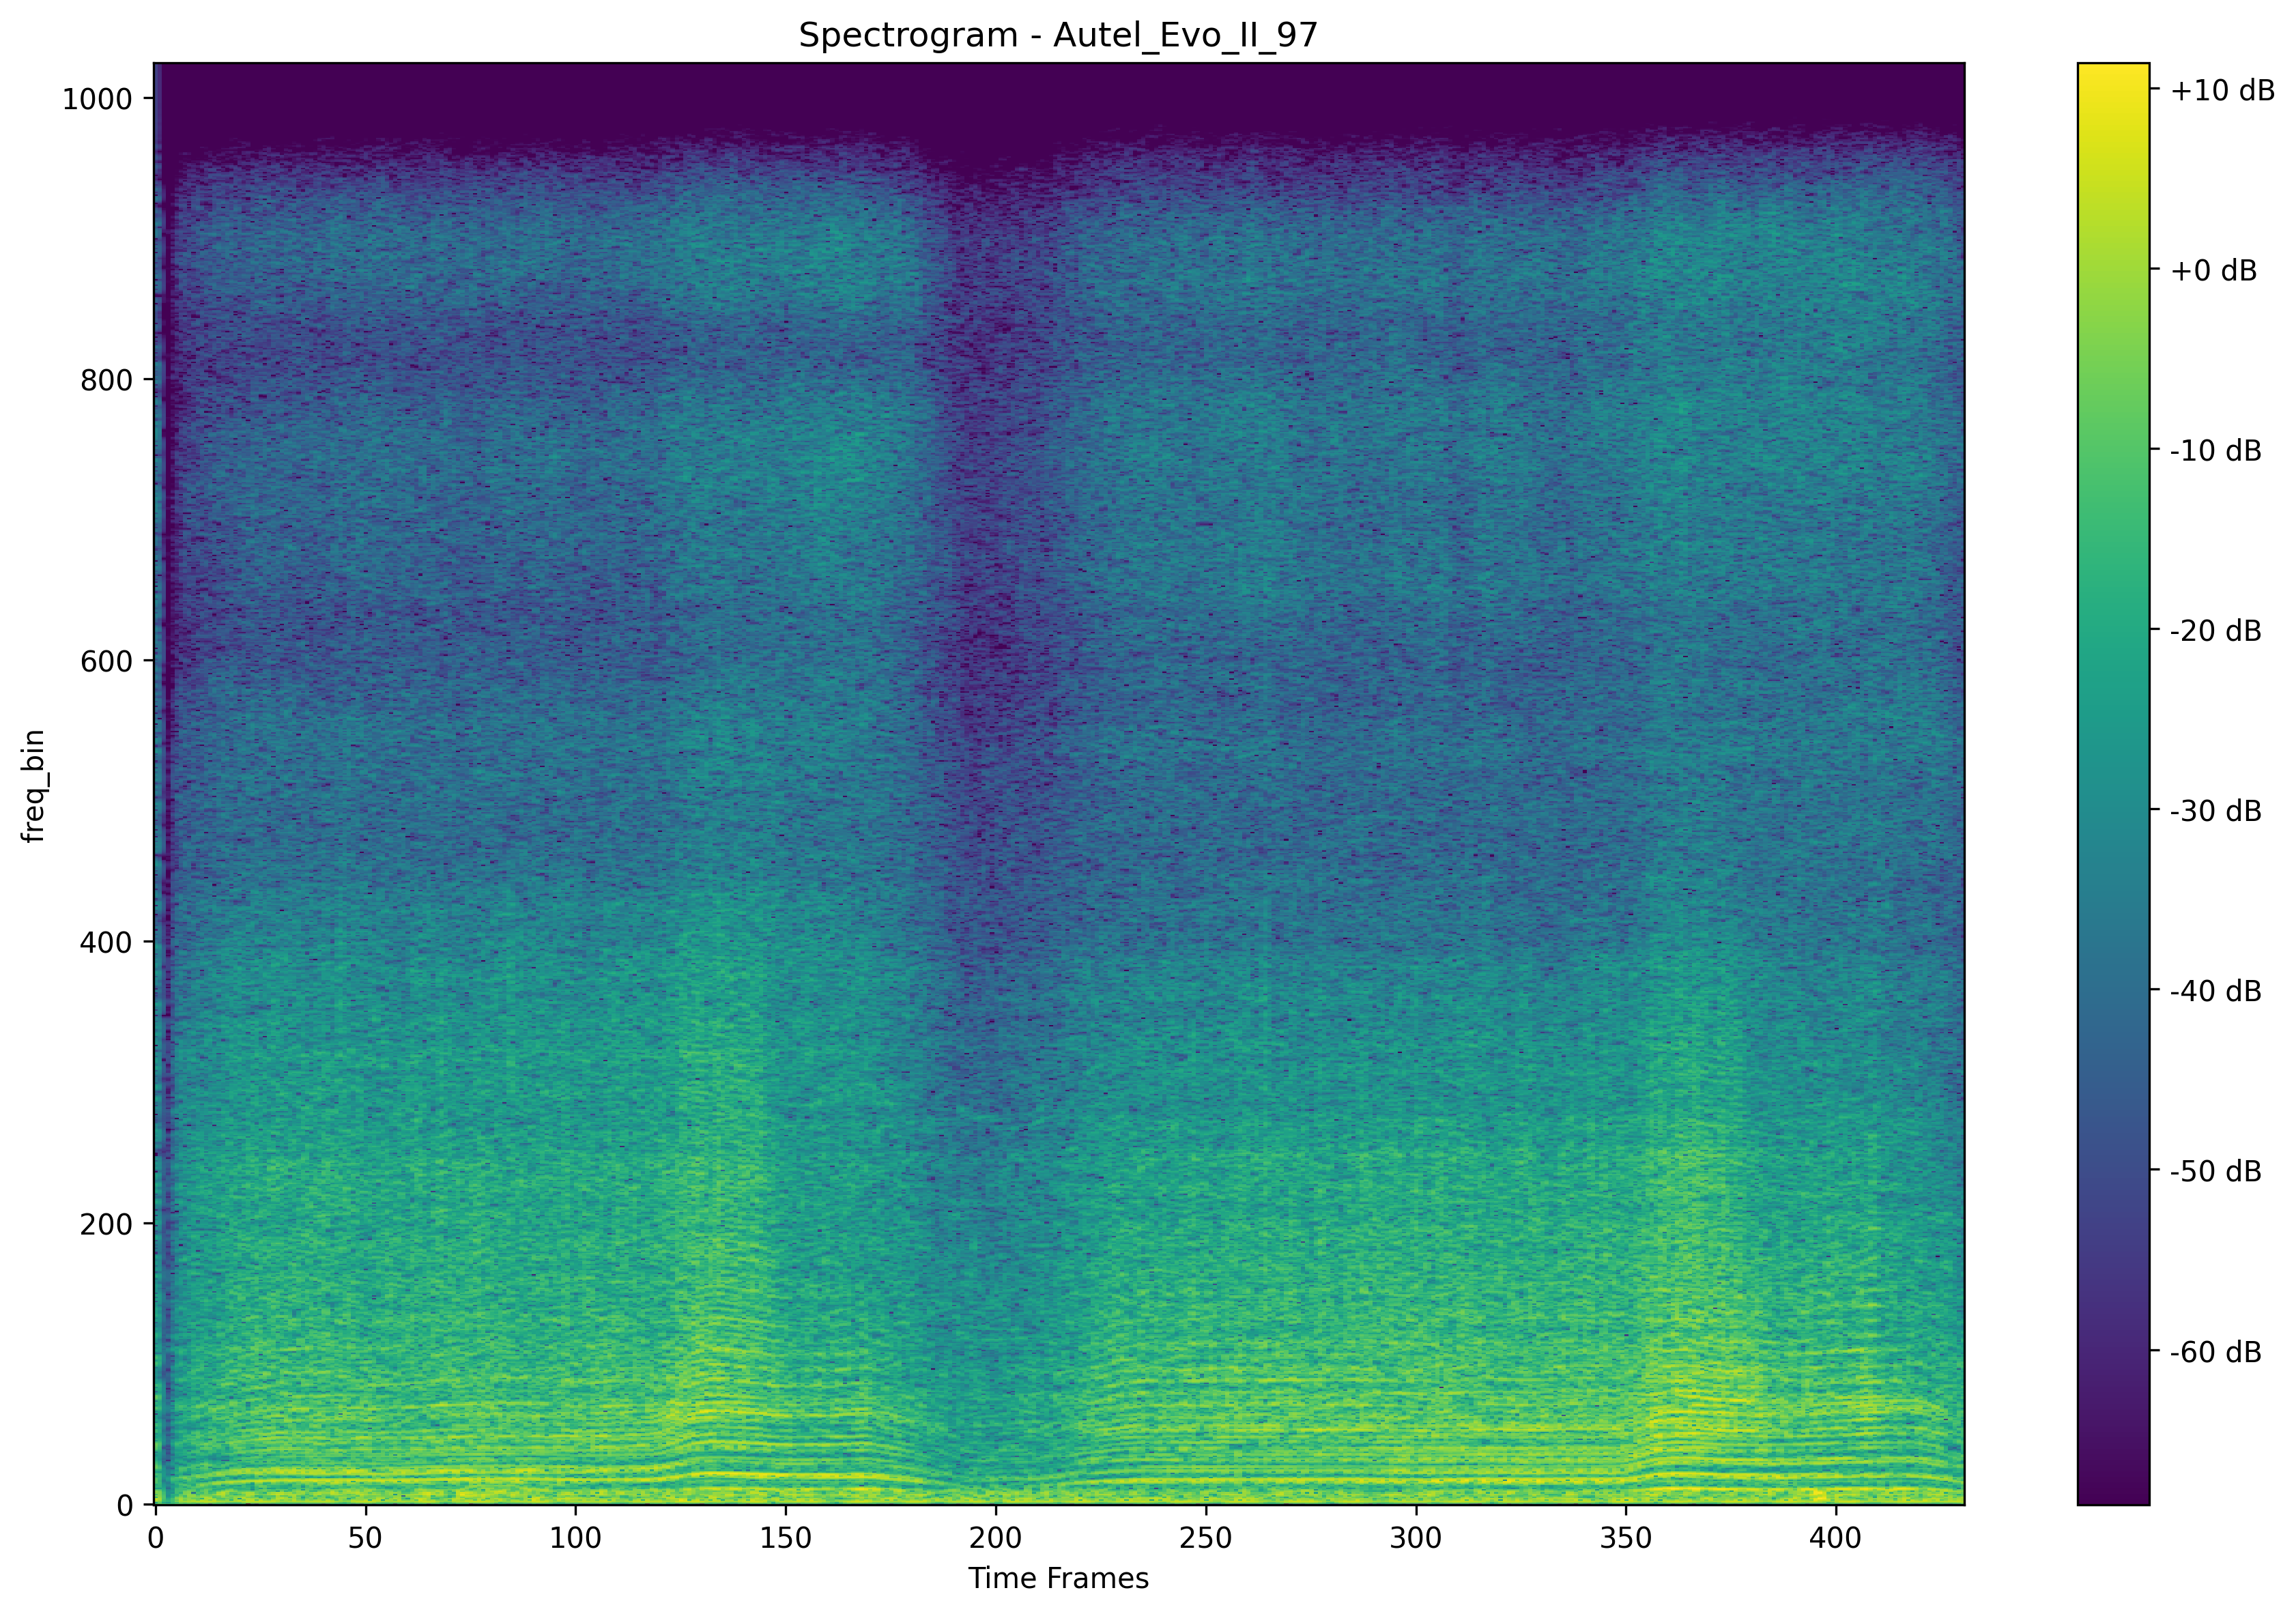 Spectrogram - Autel_Evo_II_97
1000
800
600
400
200
0
freq_bin
0 50 100 150 200 250 300 350 400
Time Frames
+10 dB
+0 dB
-10 dB
-20 dB
-30 dB
-40 dB
-50 dB
-60 dB